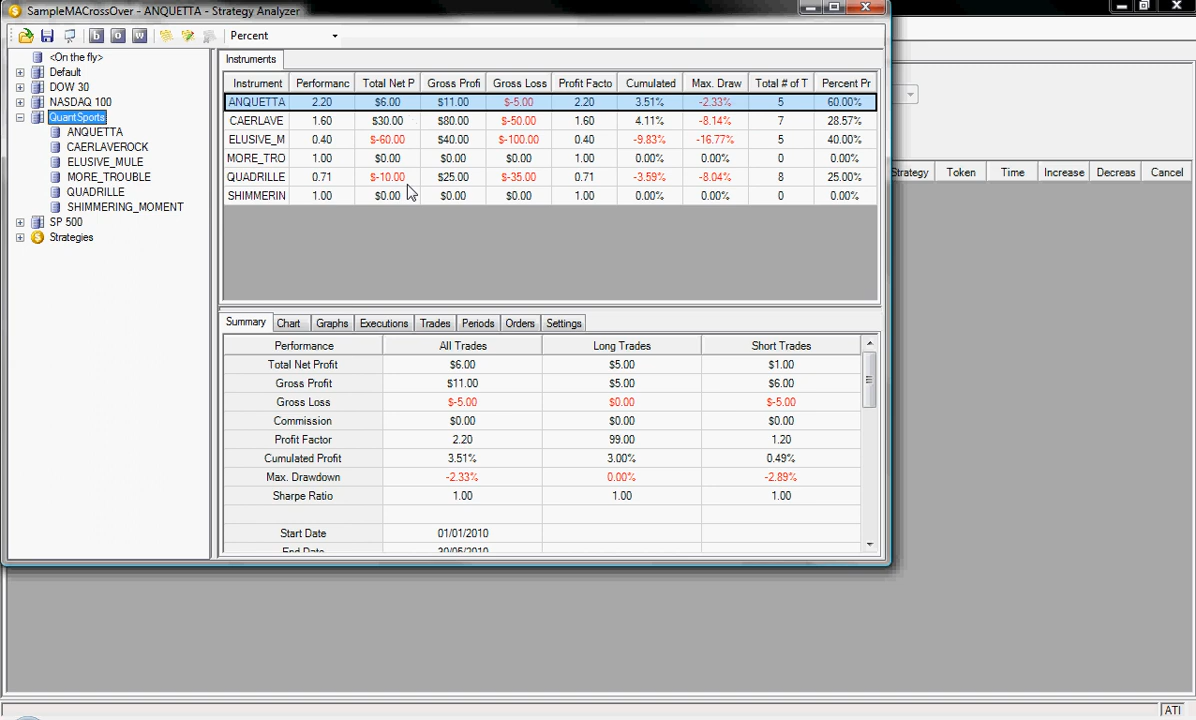 SampleMACrossOver - ANQUETTA - Strategy Analyzer
b o w Percent
<On the fly>
Default
DOW 30
NASDAQ 100
QuantSports
ANQUETTA
CAERLAVEROCK
ELUSIVE_MULE
MORE_TROUBLE
QUADRILLE
SHIMMERING_MOMENT
SP 500
Strategies
Instruments
Instrument Performanc Total Net P Gross Profi Gross Loss Profit Facto Cumulated Max. Draw Total # of T Percent Pr
ANQUETTA 2.20 $6.00 $11.00 $-5.00 2.20 3.51% -2.33% 5 60.00%
CAERLAVE 1.60 $30.00 $80.00 $-50.00 1.60 4.11% -8.14% 7 28.57%
ELUSIVE_M 0.40 $-60.00 $40.00 $-100.00 0.40 -9.83% -16.77% 5 40.00%
MORE_TRO 1.00 $0.00 $0.00 $0.00 1.00 0.00% 0.00% 0 0.00%
QUADRILLE 0.71 $-10.00 $25.00 $-35.00 0.71 -3.59% -8.04% 8 25.00%
SHIMMERIN 1.00 $0.00 $0.00 $0.00 1.00 0.00% 0.00% 0 0.00%
Summary Chart Graphs Executions Trades Periods Orders Settings
Performance All Trades Long Trades Short Trades
Total Net Profit $6.00 $5.00 $1.00
Gross Profit $11.00 $5.00 $6.00
Gross Loss $-5.00 $0.00 $-5.00
Commission $0.00 $0.00 $0.00
Profit Factor 2.20 99.00 1.20
Cumulated Profit 3.51% 3.00% 0.49%
Max. Drawdown -2.33% 0.00% -2.89%
Sharpe Ratio 1.00 1.00 1.00
Start Date 01/01/2010
End Date 30/05/2010
Strategy Token Time Increase Decreas Cancel
ATI